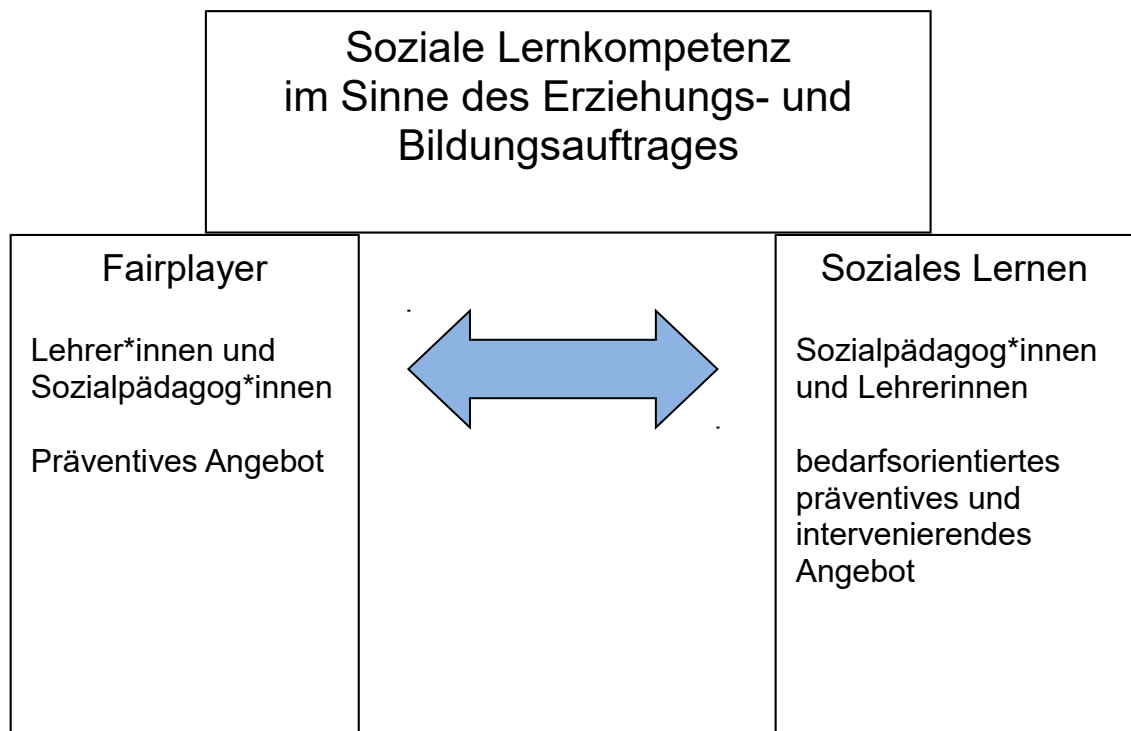 Soziale Lernkompetenz
im Sinne des Erziehungs- und
Bildungsauftrages
Fairplayer
Lehrer*innen und
Sozialpädagog*innen
Präventives Angebot
Soziales Lernen
Sozialpädagog*innen
und Lehrerinnen
bedarfsorientiertes
präventives und
intervenierendes
Angebot